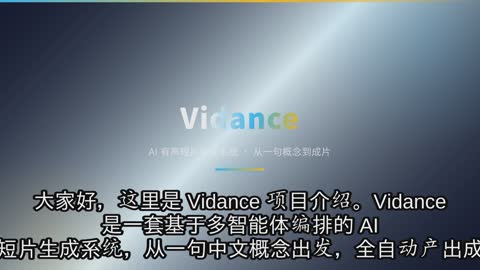 Vidance
AI 有声短片生成系统 · 从一句概念到成片
大家好，这里是 Vidance 项目介绍。Vidance
是一套基于多智能体编排的 AI
短片生成系统，从一句中文概念出发，全自动产出成